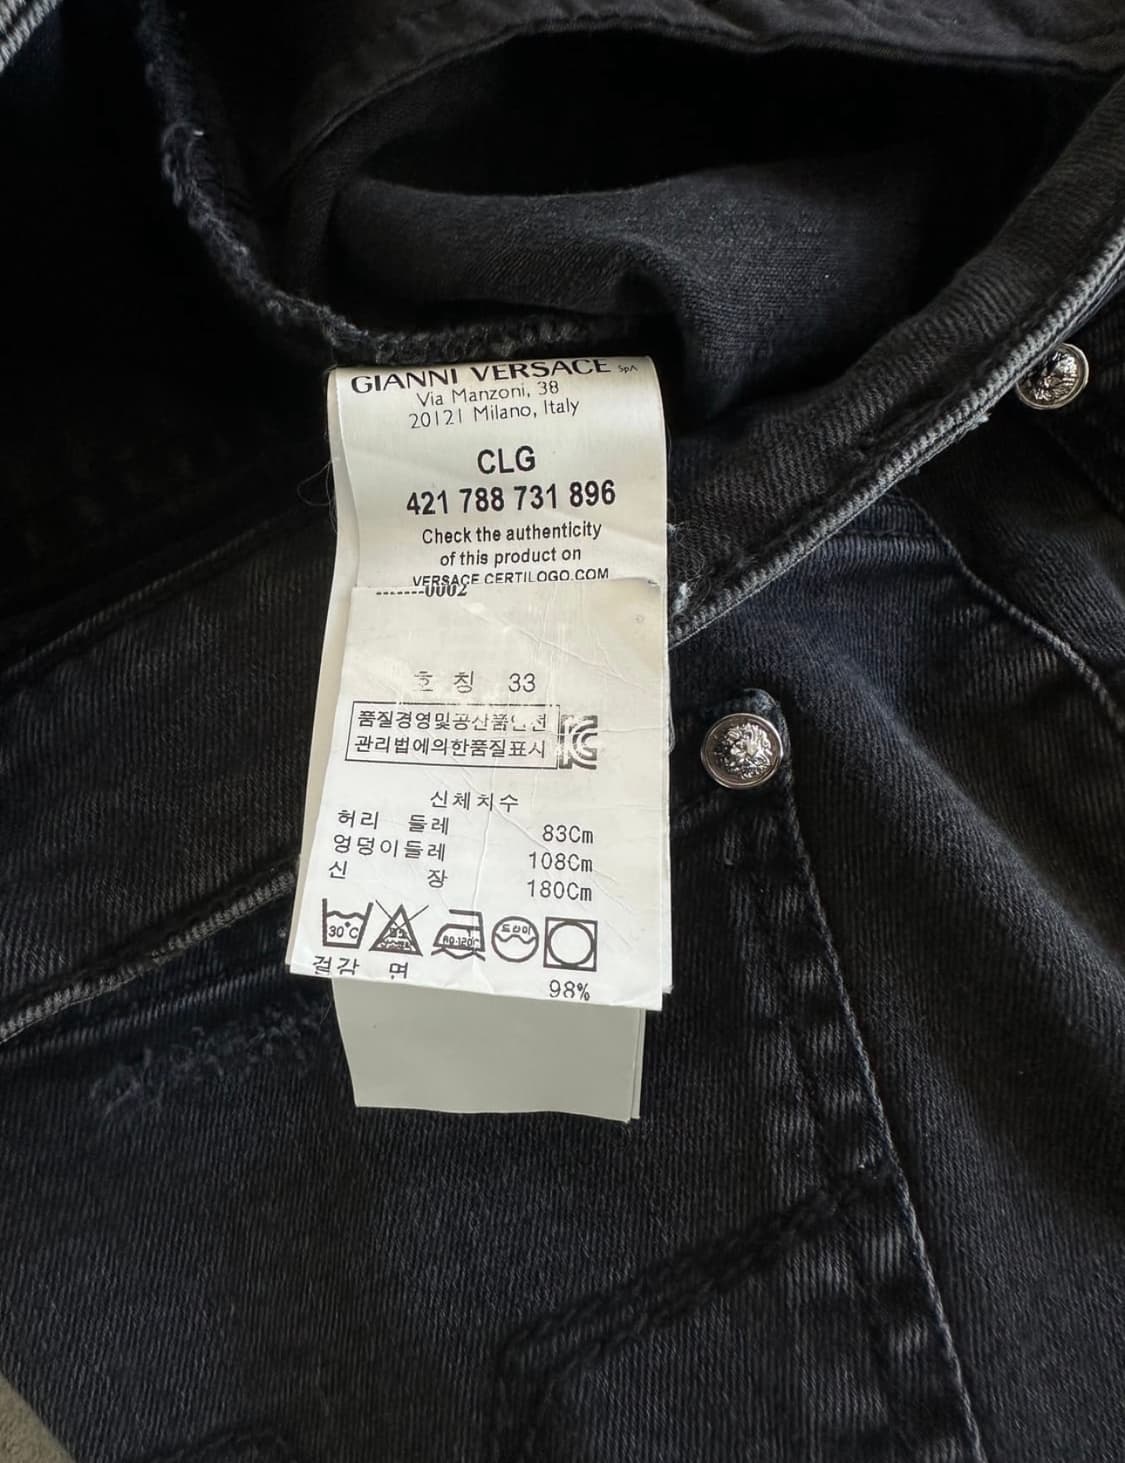 GIANNI VERSACE SpA
Via Manzoni, 38
20121 Milano, Italy
CLG
421 788 731 896
Check the authenticity
of this product on
VERSACE.CERTILOGO.COM
-------0002
호 칭 33
품질경영및공산품안전
관리법에의한품질표시
신체치수
허리 둘레 83Cm
엉덩이둘레 108Cm
신 장 180Cm
30°C 드라이
겉감 면
98%